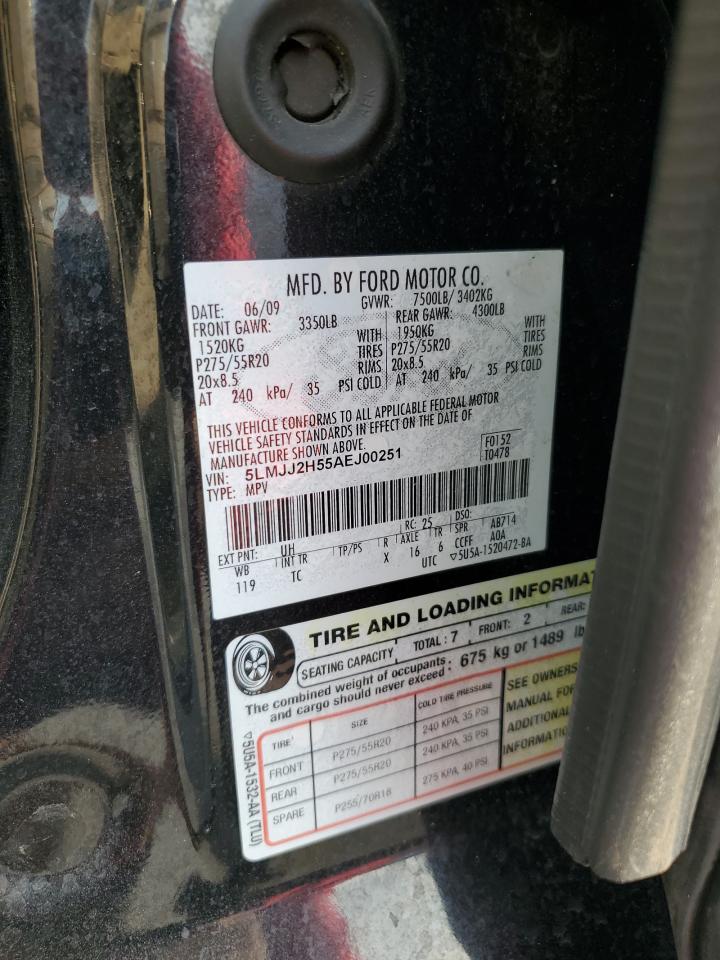 MFD. BY FORD MOTOR CO.
DATE: 06/09 GVWR: 7500LB/ 3402KG
FRONT GAWR: 3350LB REAR GAWR: 4300LB
1520KG WITH 1950KG WITH
P275/55R20 TIRES P275/55R20 TIRES
20x8.5 RIMS 20x8.5 RIMS
AT 240 kPa/ 35 PSI COLD AT 240 kPa/ 35 PSI COLD
THIS VEHICLE CONFORMS TO ALL APPLICABLE FEDERAL MOTOR
VEHICLE SAFETY STANDARDS IN EFFECT ON THE DATE OF
MANUFACTURE SHOWN ABOVE.
VIN: 5LMJJ2H55AEJ00251 F0152
TYPE: MPV T0478
EXT PNT: UH RC: 25 DSO:
WB INT TR TP/PS R AXLE TR SPR AB714
119 TC X 16 6 CCFF A0A
UTC ▽5U5A-1520472-BA
TIRE AND LOADING INFORMAT
SEATING CAPACITY TOTAL: 7 FRONT: 2 REAR:
The combined weight of occupants
and cargo should never exceed: 675 kg or 1489 lb
TIRE SIZE COLD TIRE PRESSURE
FRONT P275/55R20 240 KPA, 35 PSI
REAR P275/55R20 240 KPA, 35 PSI
SPARE P255/70R18 275 KPA, 40 PSI
SEE OWNERS
MANUAL FOR
ADDITIONAL
INFORMATION
▽5U5A-1532-AA (TLU)